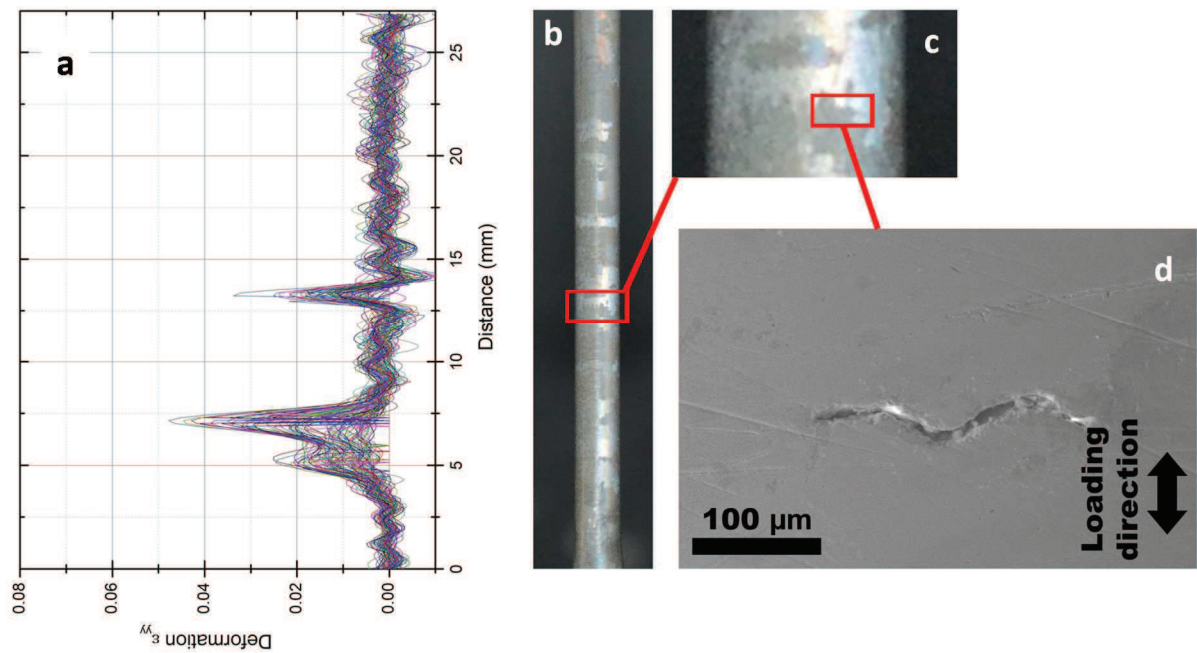 a
25
20
15
10
5
0
Distance (mm)
0.08
0.06
0.04
0.02
0.00
Deformation εyy
b
c
d
100 µm
Loading
direction